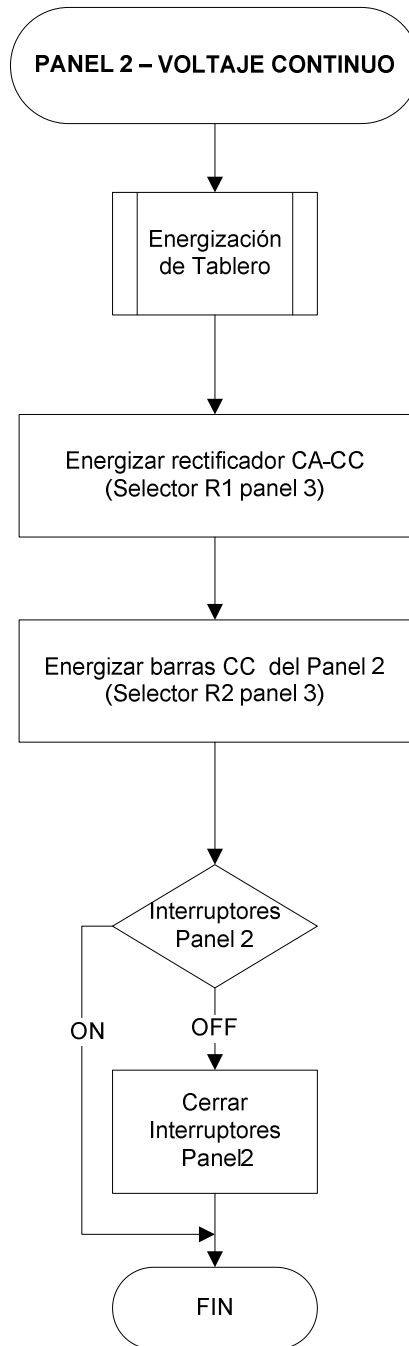 PANEL 2 – VOLTAJE CONTINUO
Energización
de Tablero
Energizar rectificador CA-CC
(Selector R1 panel 3)
Energizar barras CC del Panel 2
(Selector R2 panel 3)
Interruptores
Panel 2
ON
OFF
Cerrar
Interruptores
Panel2
FIN